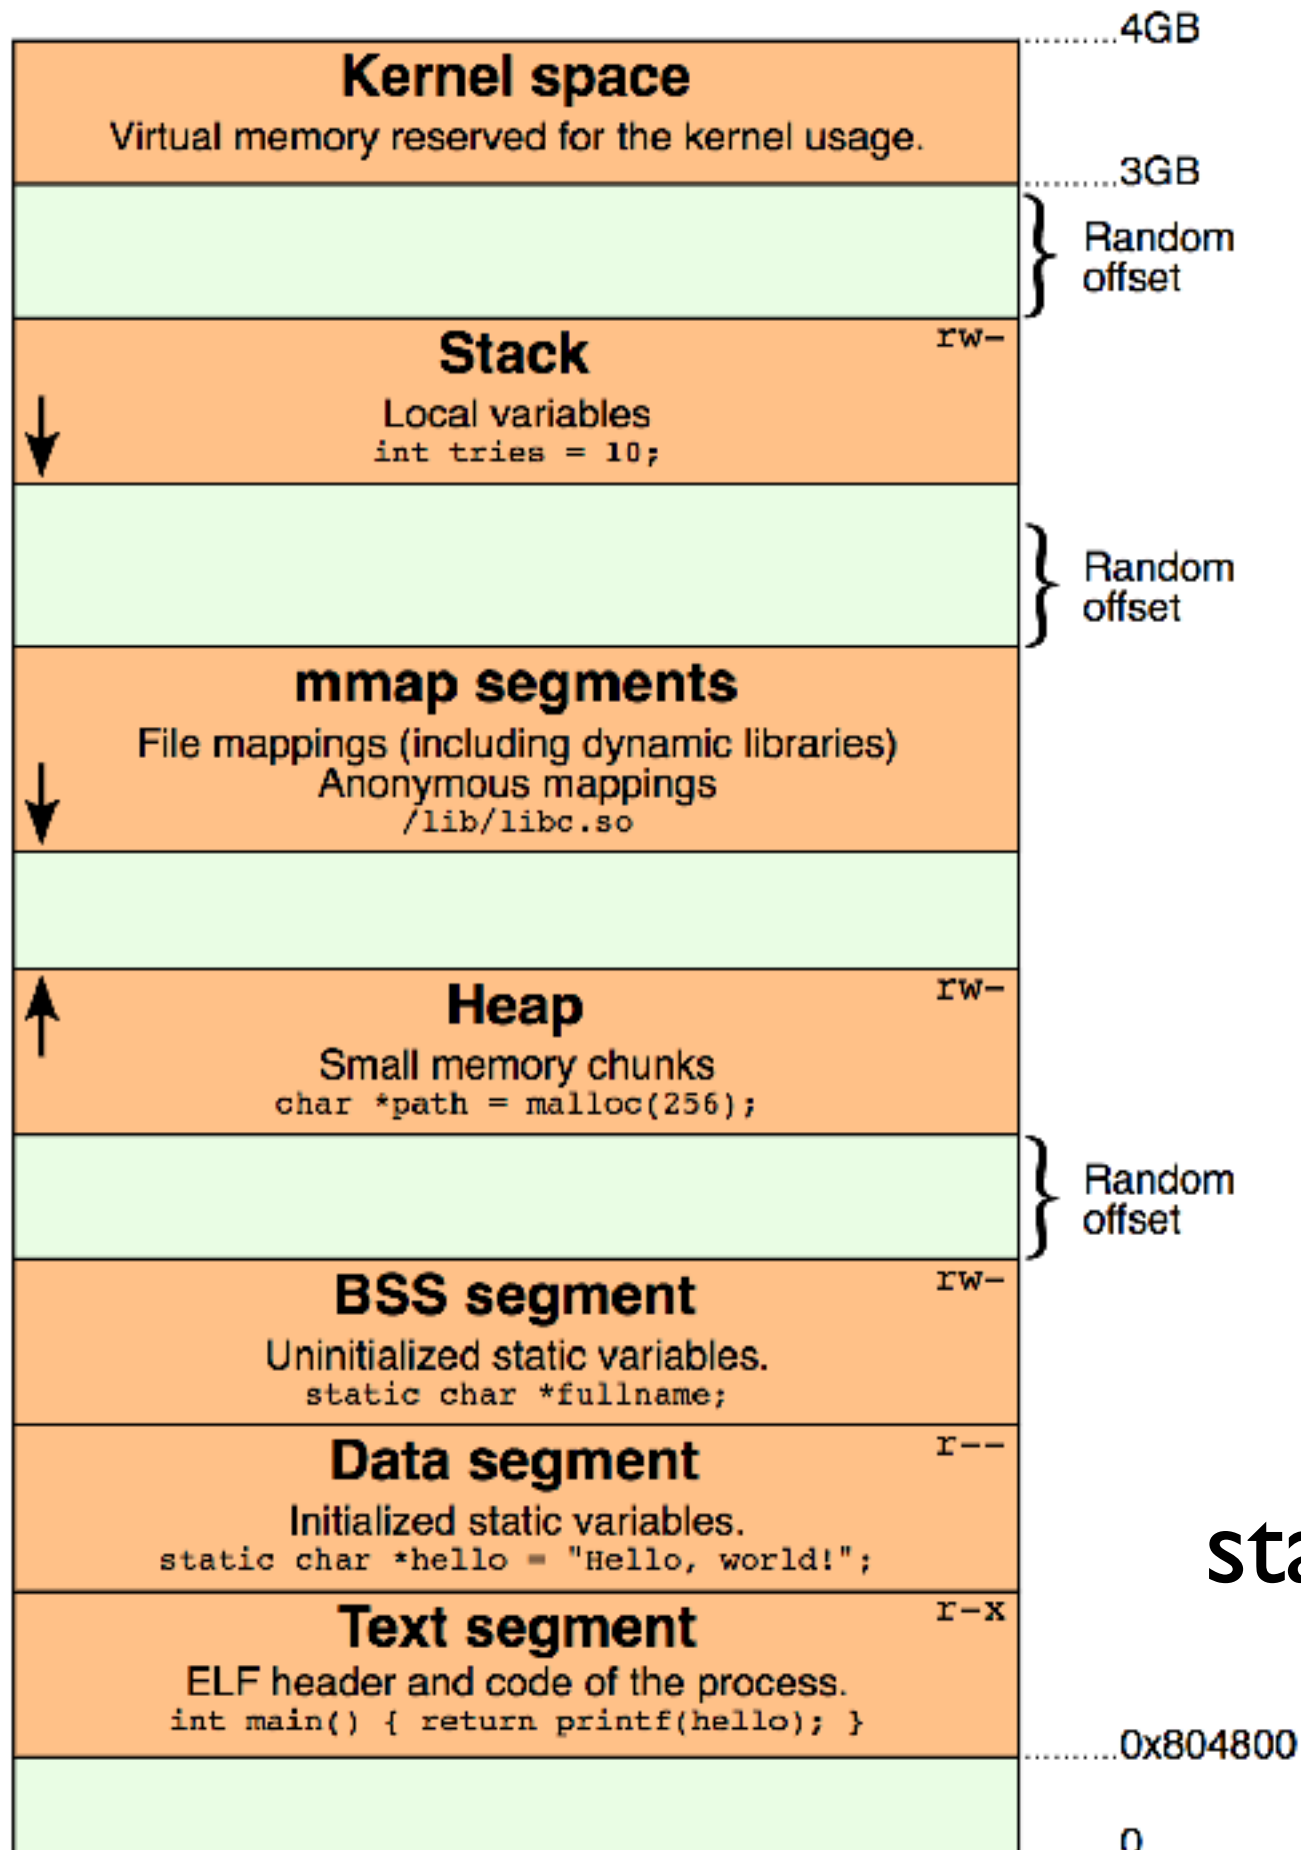 4GB
Kernel space
Virtual memory reserved for the kernel usage.
3GB
Random
offset
Stack
rw-
Local variables
int tries = 10;
Random
offset
mmap segments
File mappings (including dynamic libraries)
Anonymous mappings
/lib/libc.so
Heap
rw-
Small memory chunks
char *path = malloc(256);
Random
offset
BSS segment
rw-
Uninitialized static variables.
static char *fullname;
Data segment
r--
Initialized static variables.
static char *hello = "Hello, world!";
Text segment
r-x
ELF header and code of the process.
int main() { return printf(hello); }
0x804800
0